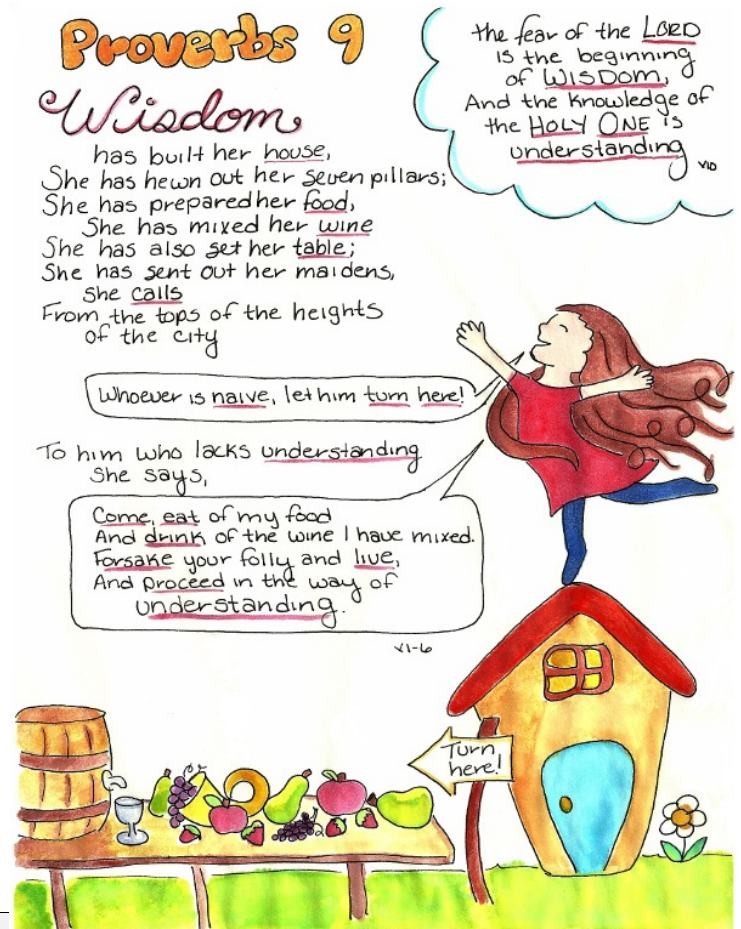 Proverbs 9
Wisdom
has built her house,
She has hewn out her seven pillars;
She has prepared her food,
She has mixed her wine
She has also set her table;
She has sent out her maidens,
she calls
From the tops of the heights
of the city
Whoever is naive, let him turn here!
To him who lacks understanding
She says,
Come, eat of my food
And drink of the wine I have mixed.
Forsake your folly and live,
And proceed in the way of
understanding.
v1-6
the fear of the LORD
is the beginning
of WISDOM,
And the knowledge of
the HOLY ONE is
understanding
v10
Turn
here!